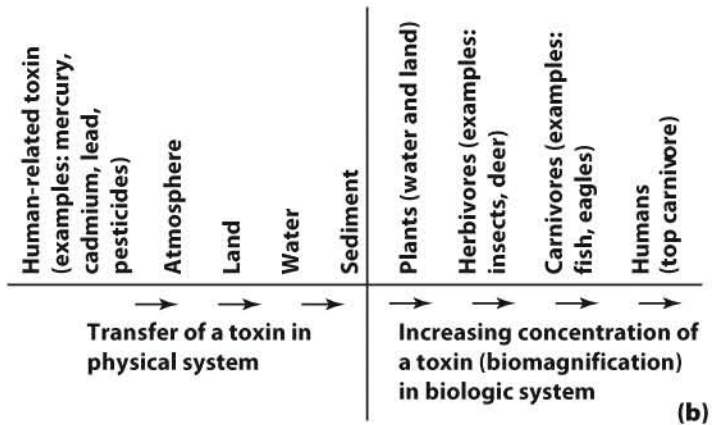 Human-related toxin
(examples: mercury,
cadmium, lead,
pesticides)
Atmosphere
Land
Water
Sediment
Plants (water and land)
Herbivores (examples:
insects, deer)
Carnivores (examples:
fish, eagles)
Humans
(top carnivore)
Transfer of a toxin in
physical system
Increasing concentration of
a toxin (biomagnification)
in biologic system
(b)